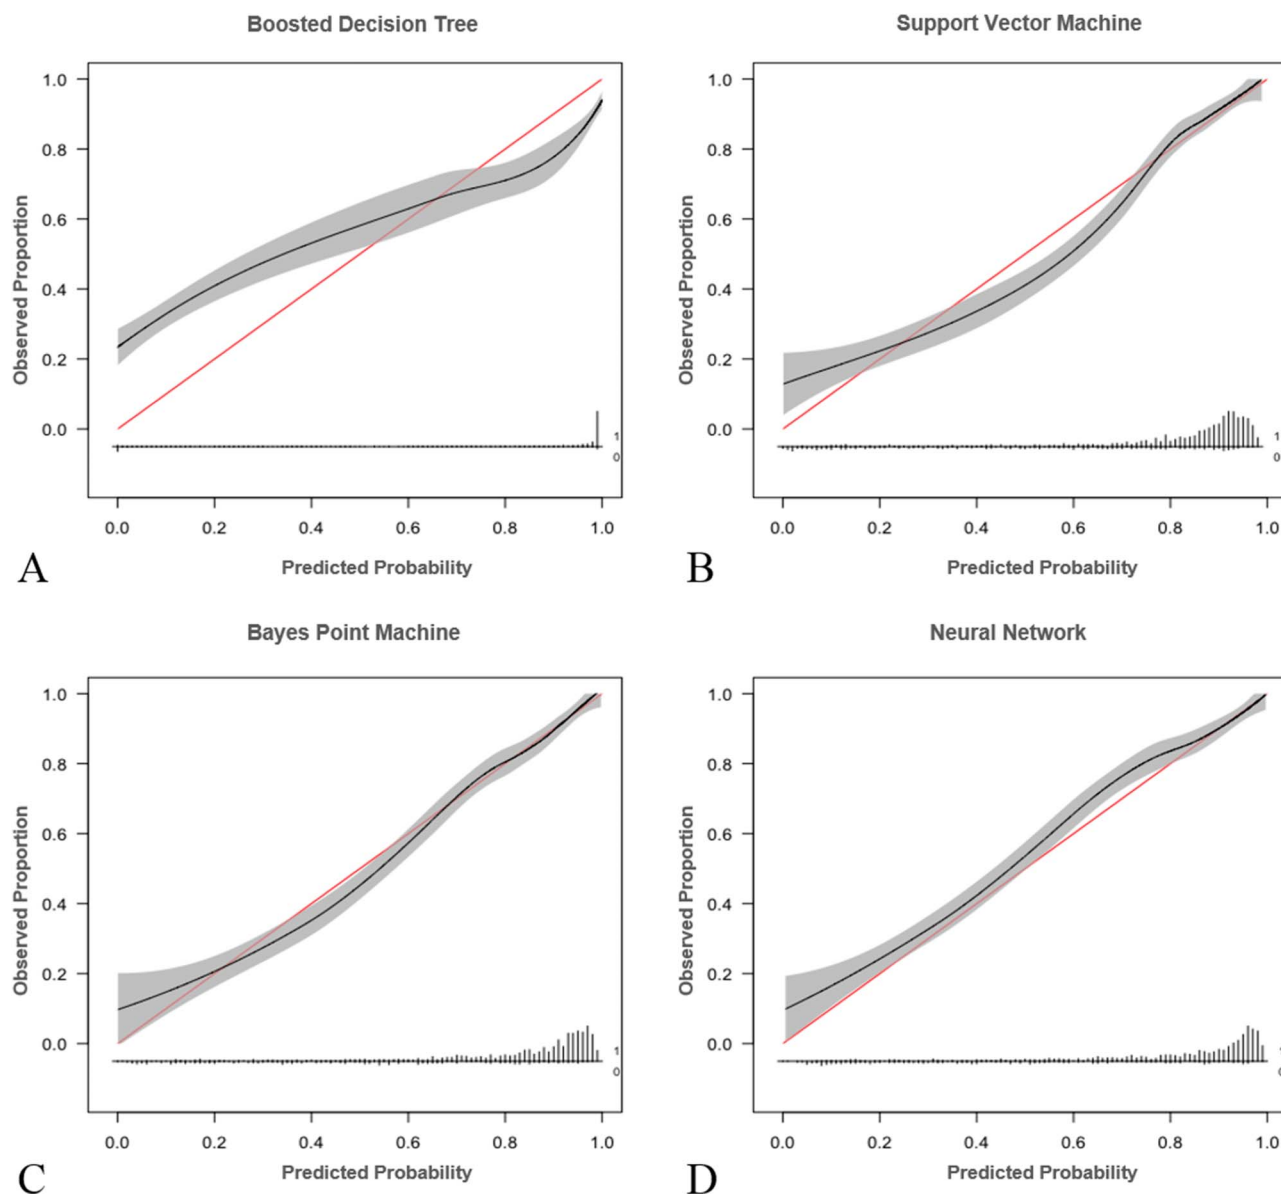 Boosted Decision Tree
Observed Proportion
1.0
0.8
0.6
0.4
0.2
0.0
1
0
0.0 0.2 0.4 0.6 0.8 1.0
Predicted Probability
A
Support Vector Machine
Observed Proportion
1.0
0.8
0.6
0.4
0.2
0.0
1
0
0.0 0.2 0.4 0.6 0.8 1.0
Predicted Probability
B
Bayes Point Machine
Observed Proportion
1.0
0.8
0.6
0.4
0.2
0.0
1
0
0.0 0.2 0.4 0.6 0.8 1.0
Predicted Probability
C
Neural Network
Observed Proportion
1.0
0.8
0.6
0.4
0.2
0.0
1
0
0.0 0.2 0.4 0.6 0.8 1.0
Predicted Probability
D